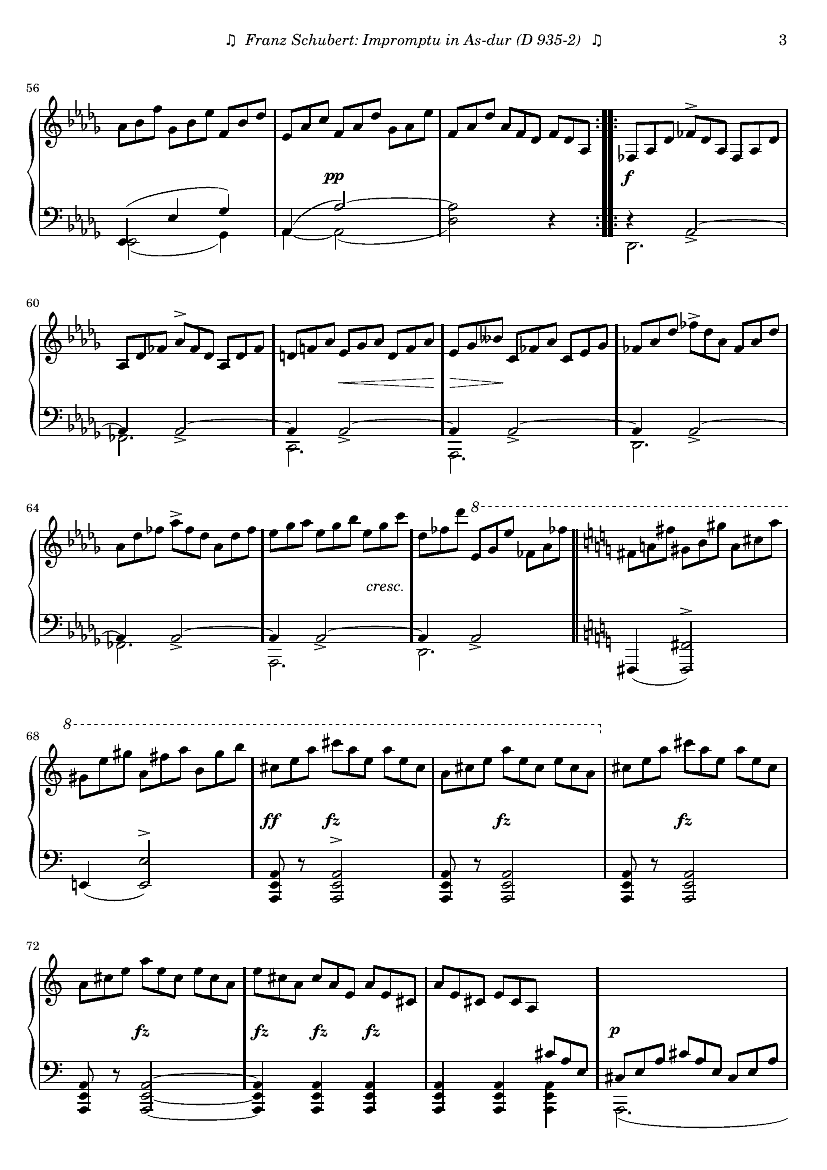 ♫ Franz Schubert: Impromptu in As-dur (D 935-2) ♫ 3
56
pp f
60
64
8
cresc.
8
68
ff fz fz fz
72
fz fz fz fz p